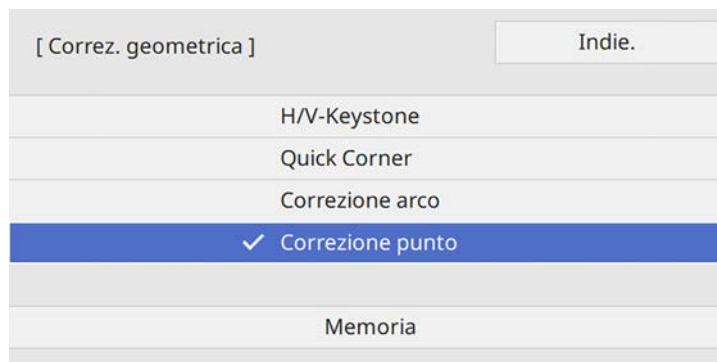 [ Correz. geometrica ]
Indie.
H/V-Keystone
Quick Corner
Correzione arco
Correzione punto
Memoria